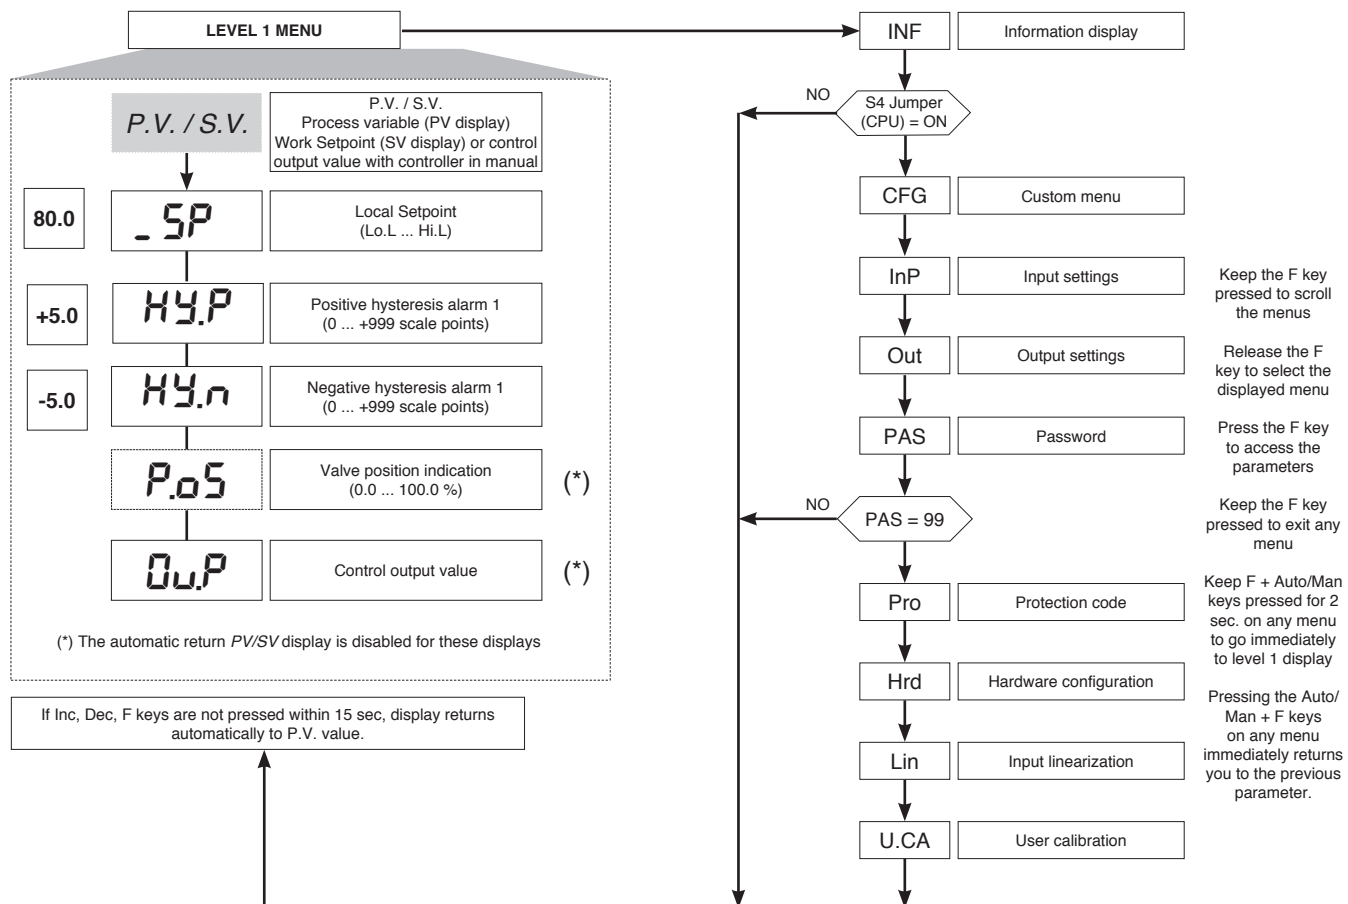 LEVEL 1 MENU
P.V. / S.V.
P.V. / S.V.
Process variable (PV display)
Work Setpoint (SV display) or control
output value with controller in manual
80.0
_SP
Local Setpoint
(Lo.L ... Hi.L)
+5.0
HY.P
Positive hysteresis alarm 1
(0 ... +999 scale points)
-5.0
HY.n
Negative hysteresis alarm 1
(0 ... +999 scale points)
P.oS
Valve position indication
(0.0 ... 100.0 %)
(*)
Ou.P
Control output value
(*)
(*) The automatic return PV/SV display is disabled for these displays
If Inc, Dec, F keys are not pressed within 15 sec, display returns
automatically to P.V. value.
INF
Information display
NO
S4 Jumper
(CPU) = ON
CFG
Custom menu
InP
Input settings
Out
Output settings
PAS
Password
NO
PAS = 99
Pro
Protection code
Hrd
Hardware configuration
Lin
Input linearization
U.CA
User calibration
Keep the F key
pressed to scroll
the menus
Release the F
key to select the
displayed menu
Press the F key
to access the
parameters
Keep the F key
pressed to exit any
menu
Keep F + Auto/Man
keys pressed for 2
sec. on any menu
to go immediately
to level 1 display
Pressing the Auto/
Man + F keys
on any menu
immediately returns
you to the previous
parameter.